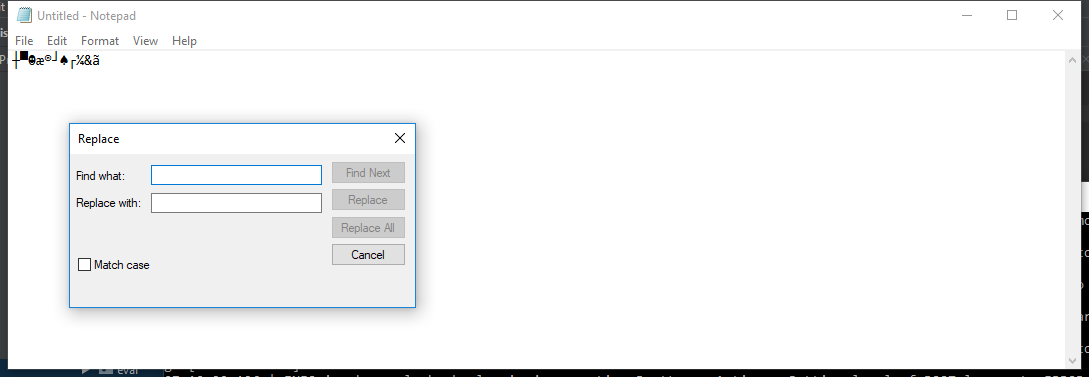 Untitled - Notepad
File Edit Format View Help
┼▀☻æ®┘♠┌¼&ã
Replace
Find what:
Find Next
Replace with:
Replace
Replace All
Cancel
Match case
eval